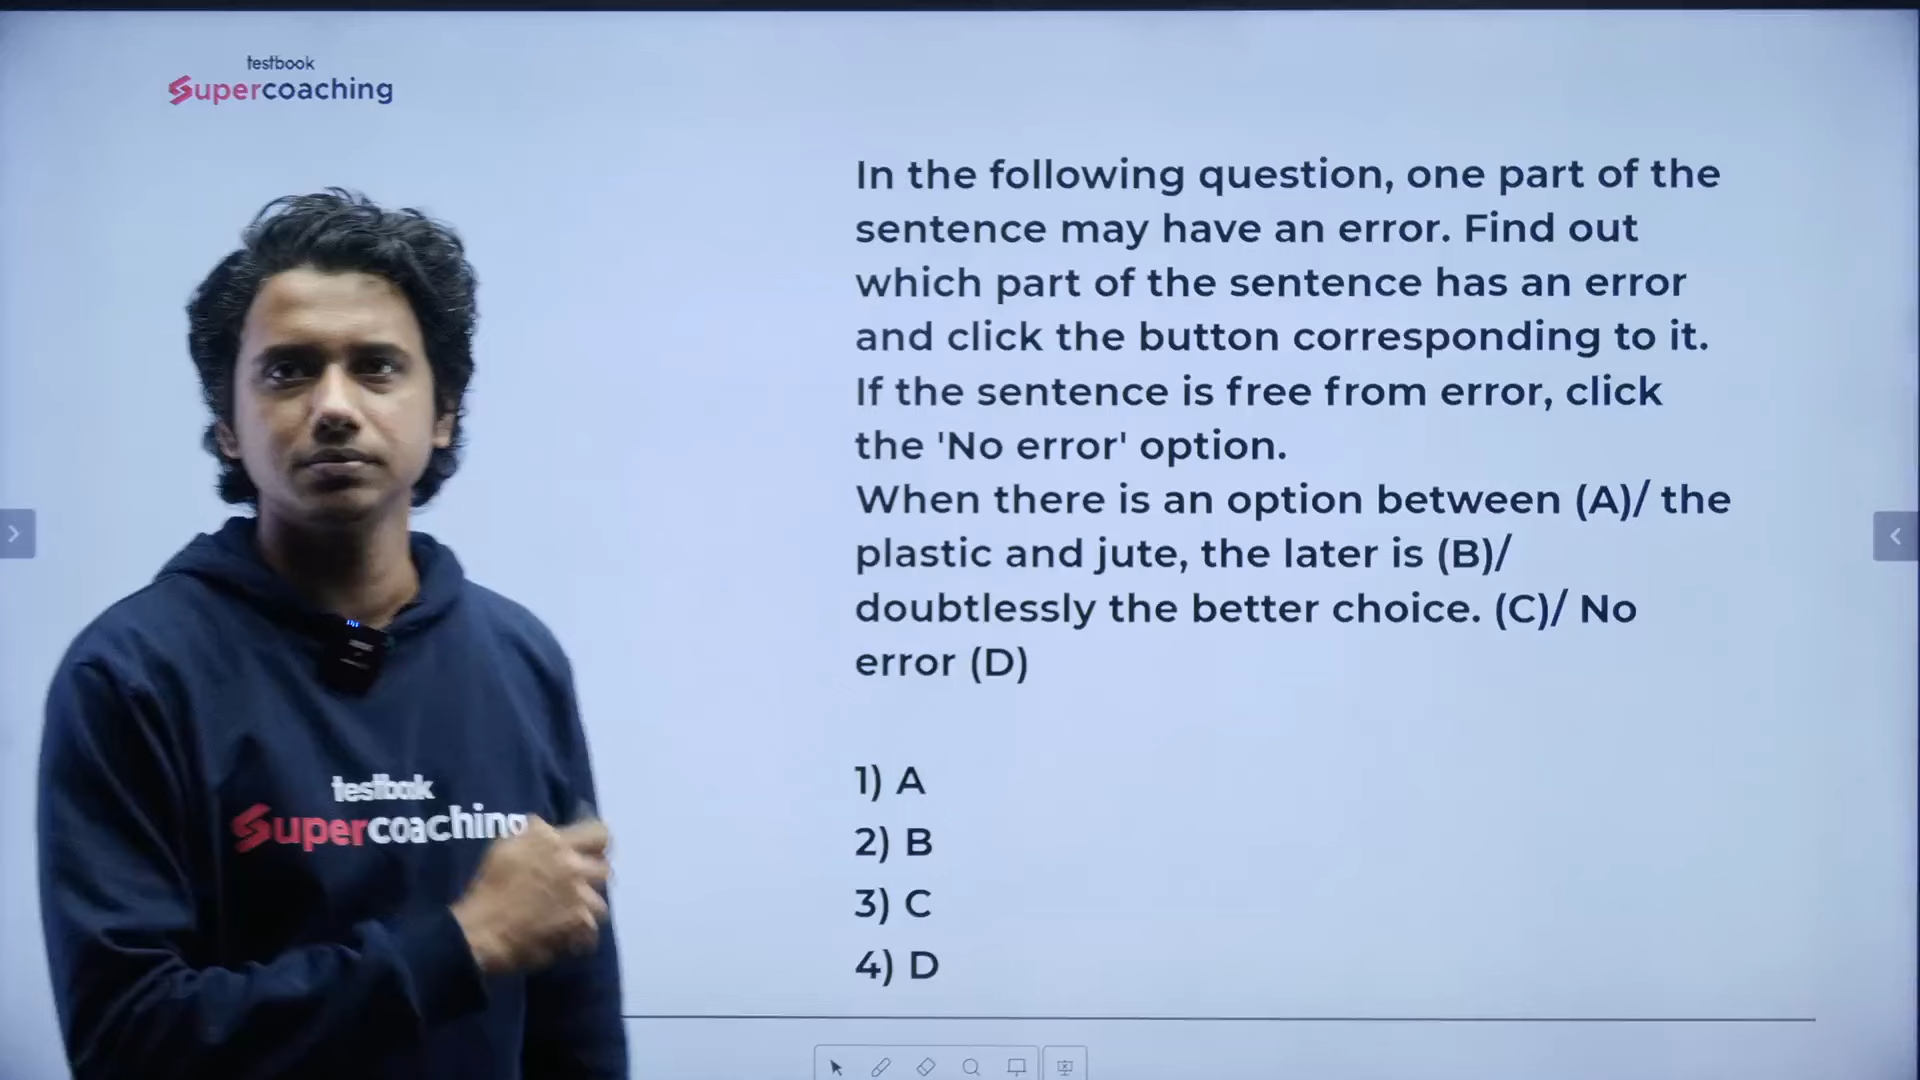 testbook
Supercoaching
In the following question, one part of the
sentence may have an error. Find out
which part of the sentence has an error
and click the button corresponding to it.
If the sentence is free from error, click
the 'No error' option.
When there is an option between (A)/ the
plastic and jute, the later is (B)/
doubtlessly the better choice. (C)/ No
error (D)
1) A
2) B
3) C
4) D
testbook
Supercoaching